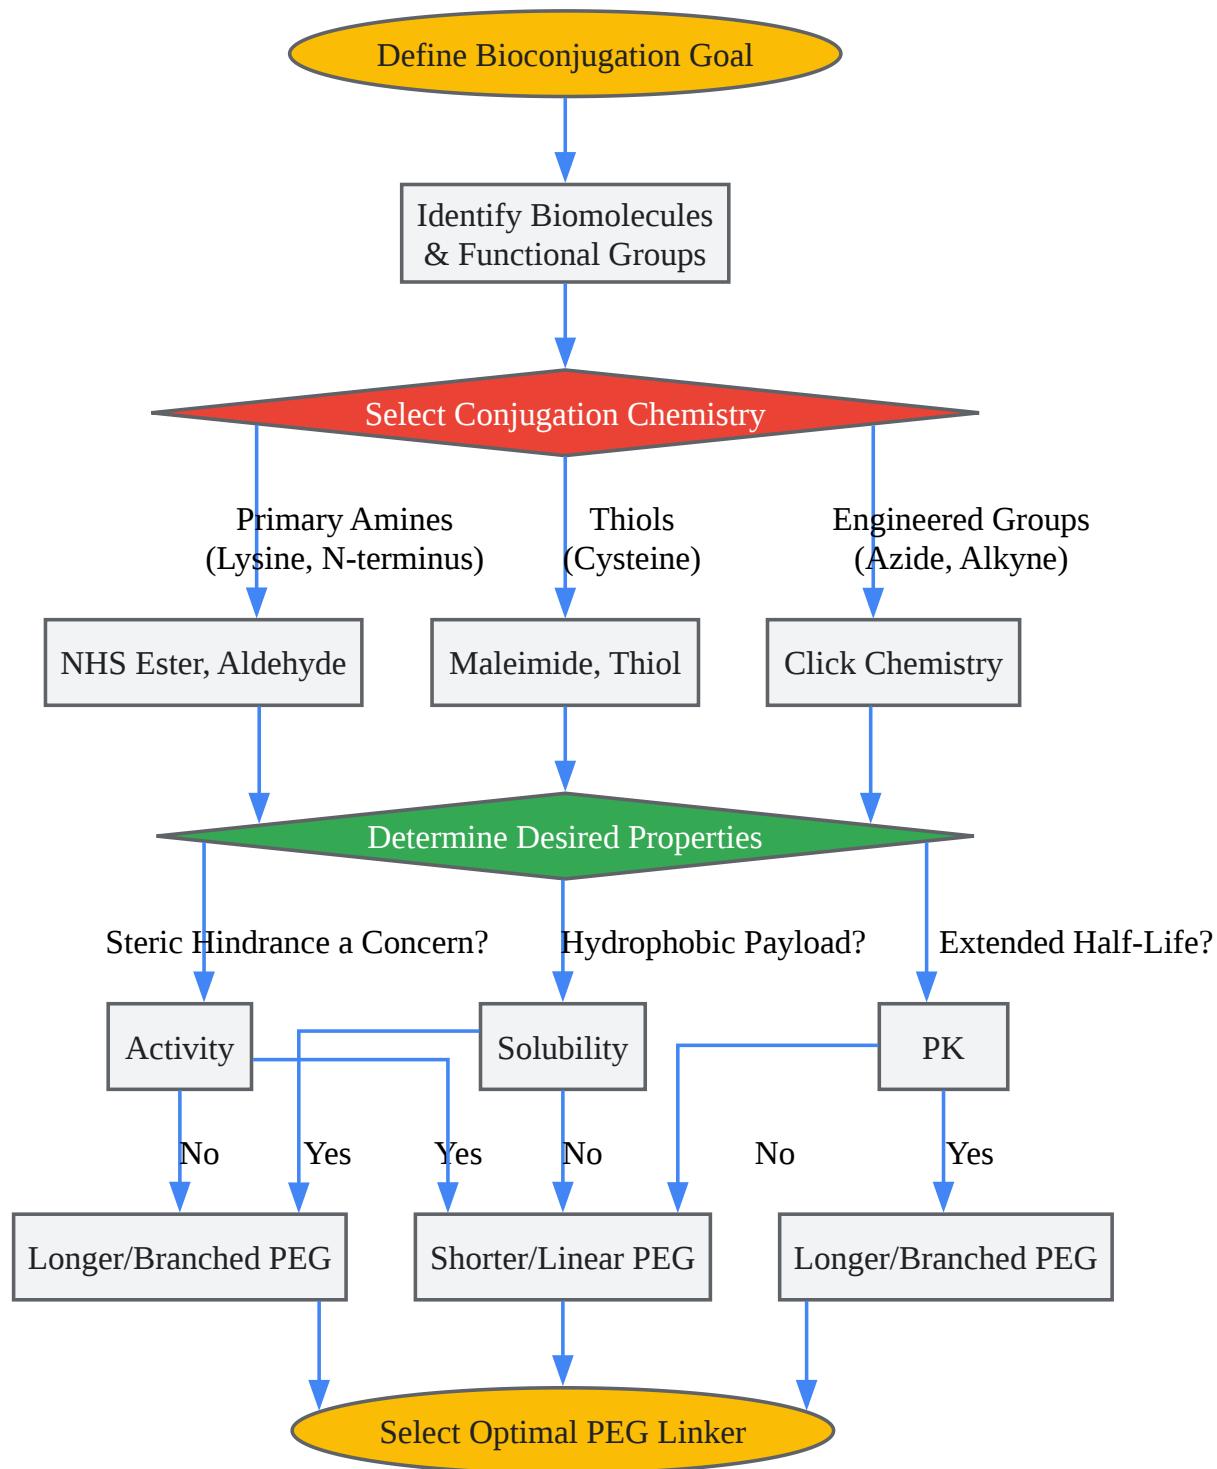 Define Bioconjugation Goal
Identify Biomolecules
& Functional Groups
Select Conjugation Chemistry
Primary Amines
(Lysine, N-terminus)
Thiols
(Cysteine)
Engineered Groups
(Azide, Alkyne)
NHS Ester, Aldehyde
Maleimide, Thiol
Click Chemistry
Determine Desired Properties
Steric Hindrance a Concern?
Hydrophobic Payload?
Extended Half-Life?
Activity
Solubility
PK
No
Yes
Yes
No
No
Yes
Longer/Branched PEG
Shorter/Linear PEG
Longer/Branched PEG
Select Optimal PEG Linker